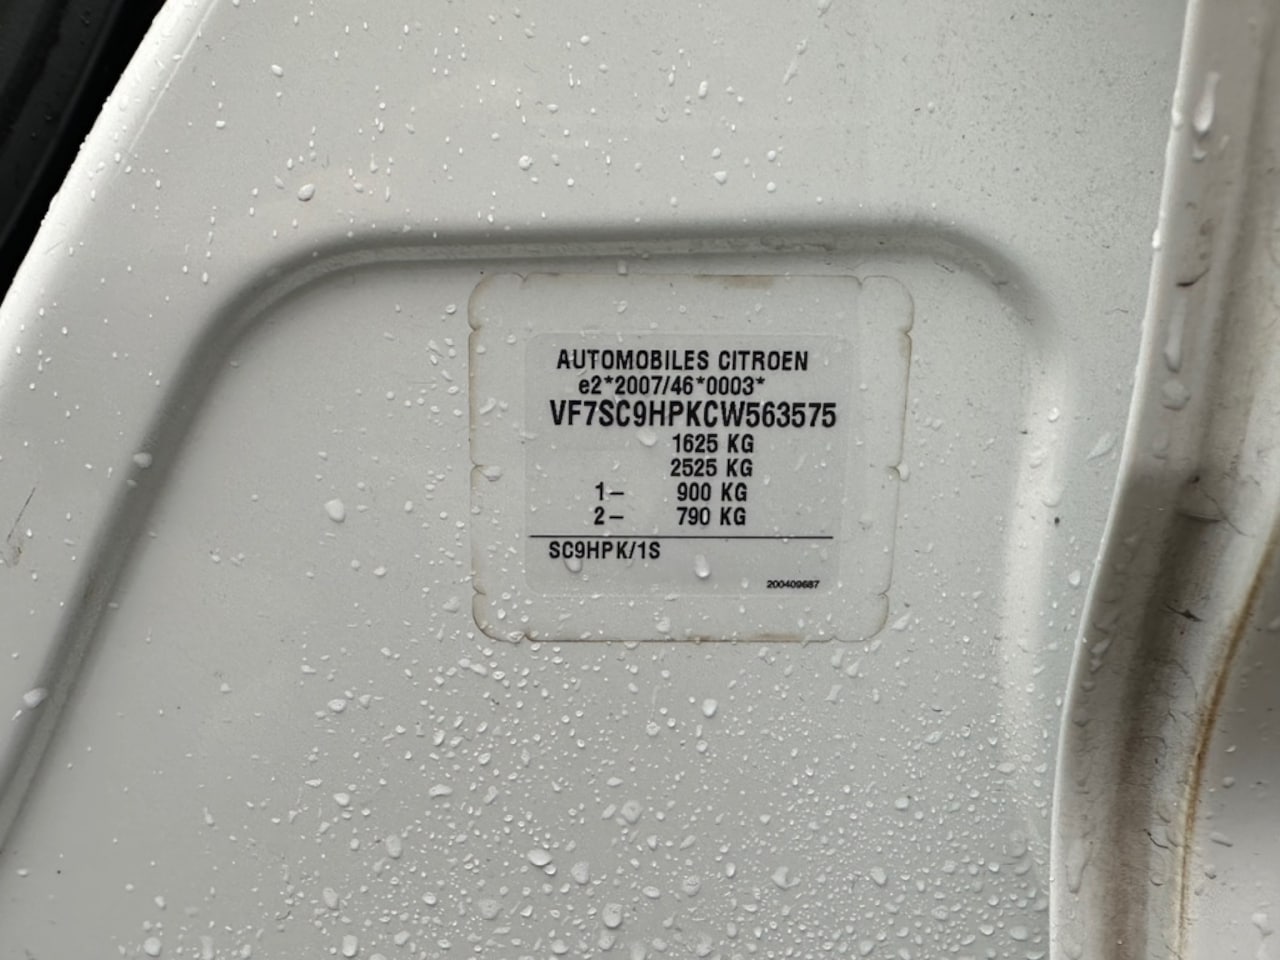 AUTOMOBILES CITROEN
e2*2007/46*0003*
VF7SC9HPKCW563575
1625 KG
2525 KG
1– 900 KG
2– 790 KG
SC9HPK/1S
200409687